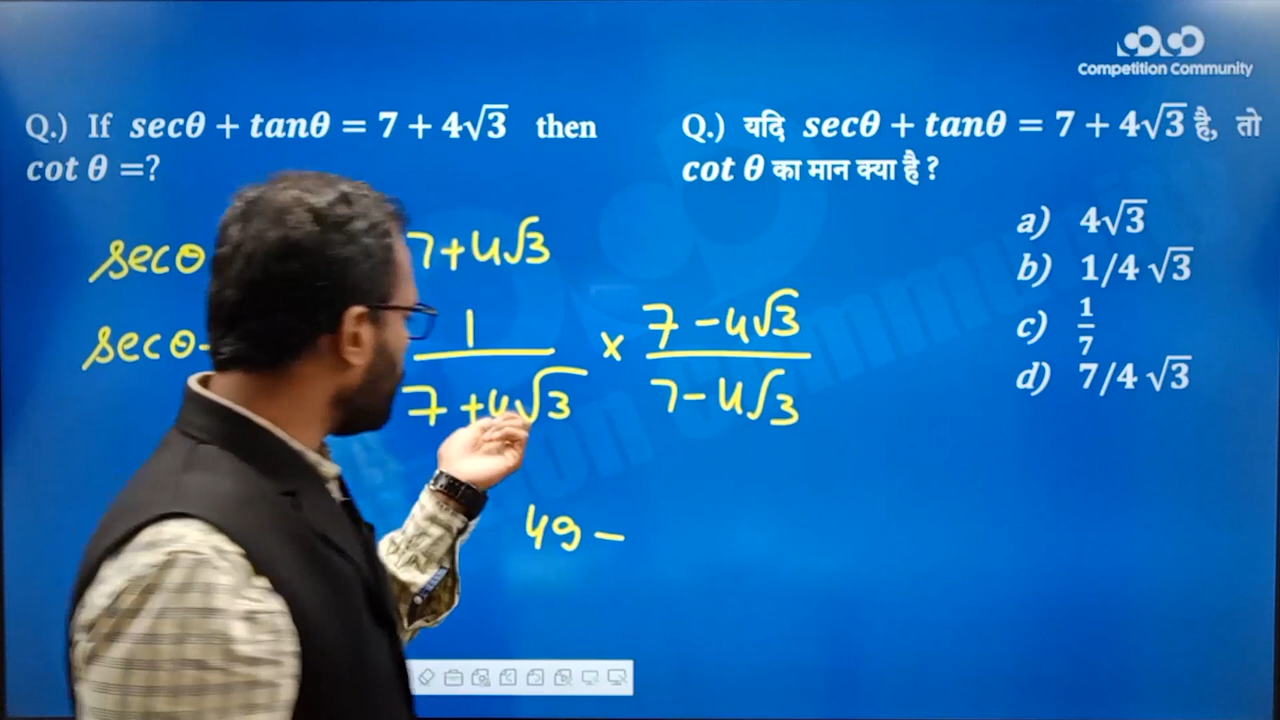 Competition Community
Q.) If secθ + tanθ = 7 + 4√3 then
cot θ =?
Q.) यदि secθ + tanθ = 7 + 4√3 है, तो
cot θ का मान क्या है ?
a) 4√3
b) 1/4 √3
c) 1/7
d) 7/4 √3
secθ 7+4√3
secθ- 1/7+4√3 × 7-4√3/7-4√3
49 -